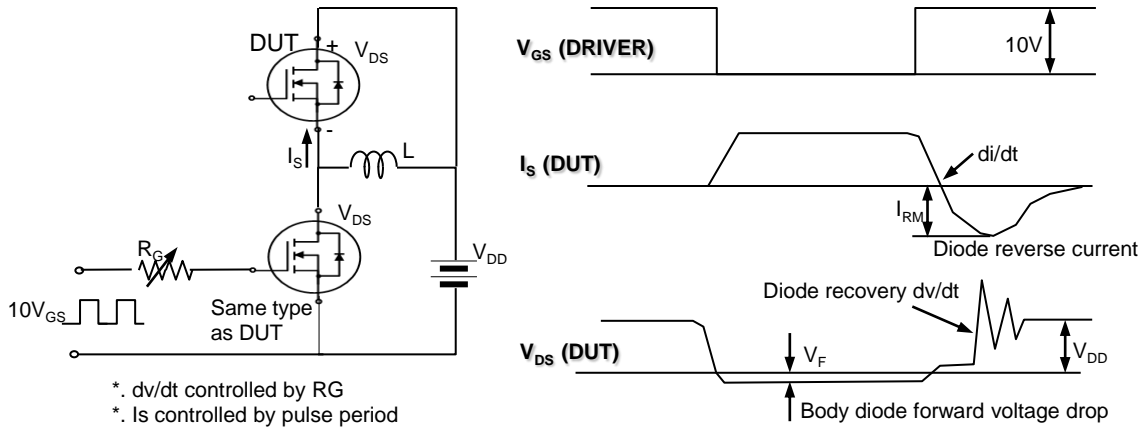 DUT
+
V_DS
-
I_S
L
V_DS
R_G
V_DD
10V_GS
Same type
as DUT
*. dv/dt controlled by RG
*. Is controlled by pulse period
V_GS (DRIVER)
10V
I_S (DUT)
di/dt
I_RM
Diode reverse current
Diode recovery dv/dt
V_DS (DUT)
V_F
V_DD
Body diode forward voltage drop